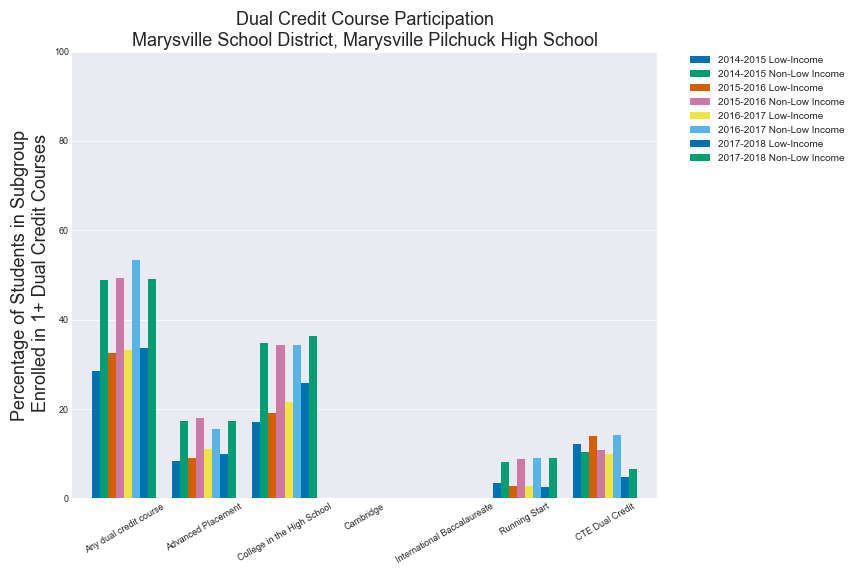 Dual Credit Course Participation
Marysville School District, Marysville Pilchuck High School
Percentage of Students in Subgroup
Enrolled in 1+ Dual Credit Courses
100
80
60
40
20
0
Any dual credit course
Advanced Placement
College in the High School
Cambridge
International Baccalaureate
Running Start
CTE Dual Credit
2014-2015 Low-Income
2014-2015 Non-Low Income
2015-2016 Low-Income
2015-2016 Non-Low Income
2016-2017 Low-Income
2016-2017 Non-Low Income
2017-2018 Low-Income
2017-2018 Non-Low Income